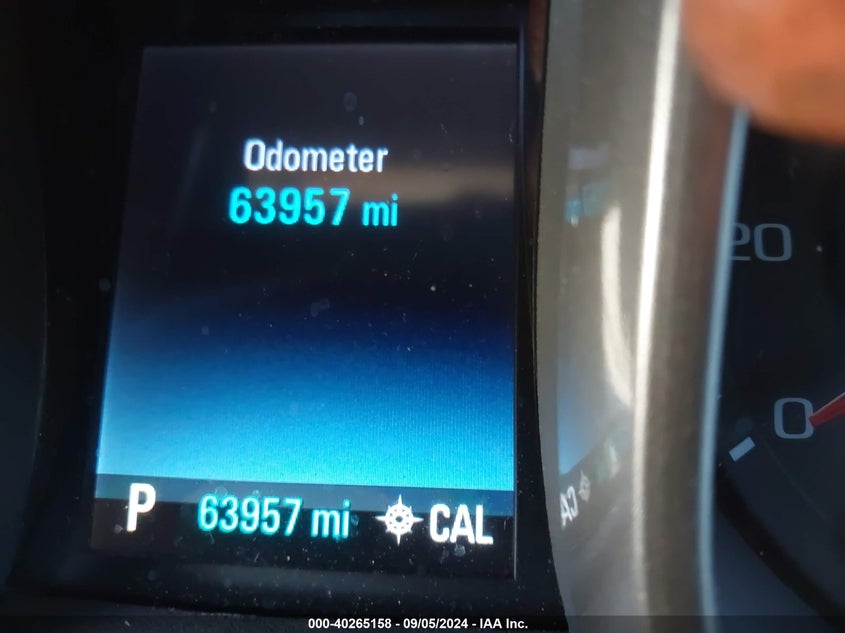 Odometer
63957 mi
20
0
P 63957 mi CAL
000-40265158 - 09/05/2024 - IAA Inc.